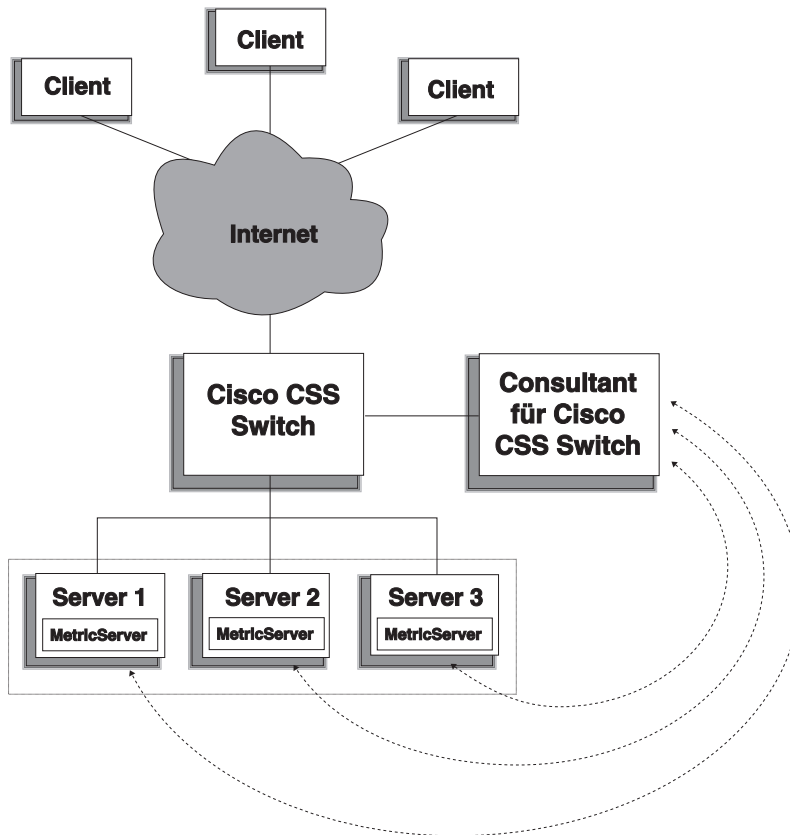 Client
Client
Client
Internet
Cisco CSS
Switch
Consultant
für Cisco
CSS Switch
Server 1
MetricServer
Server 2
MetricServer
Server 3
MetricServer